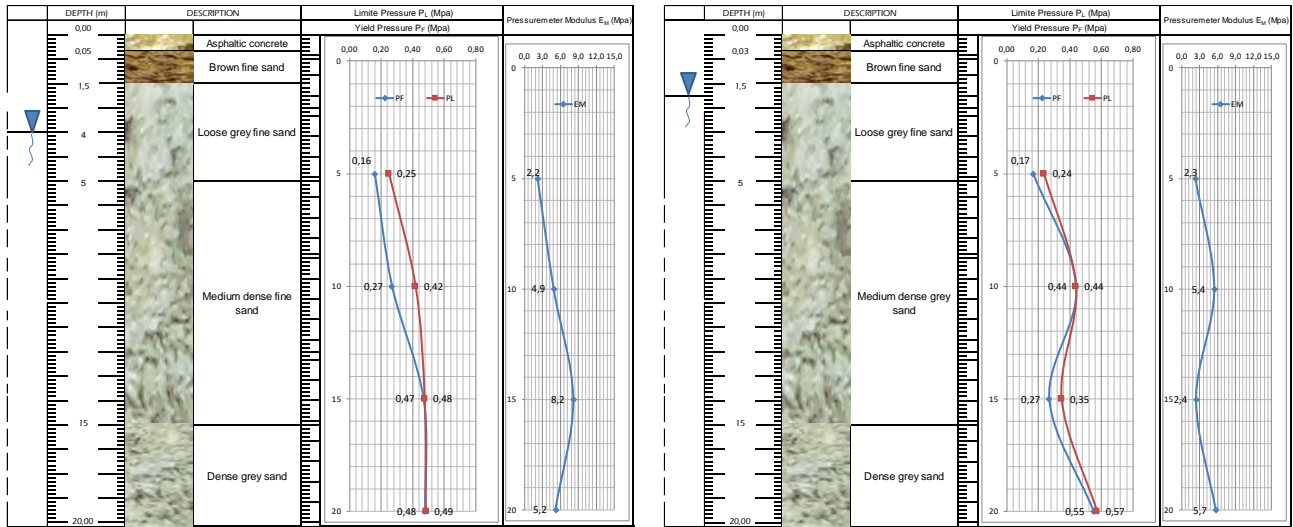 DEPTH (m) DESCRIPTION Limite Pressure PL (Mpa) Pressuremeter Modulus EM (Mpa)
Yield Pressure PF (Mpa)
0,00
0,05
1,5
4
5
15
20,00
Asphaltic concrete
Brown fine sand
Loose grey fine sand
Medium dense fine
sand
Dense grey sand
0,00 0,20 0,40 0,60 0,80
0
5
10
15
20
PF PL
0,16 0,25
0,27 0,42
0,47 0,48
0,48 0,49
0,0 3,0 6,0 9,0 12,0 15,0
0
5
10
15
20
EM
2,2
4,9
8,2
5,2
DEPTH (m) DESCRIPTION Limite Pressure PL (Mpa) Pressuremeter Modulus EM (Mpa)
Yield Pressure PF (Mpa)
0,00
0,03
1,5
5
15
20,00
Asphaltic concrete
Brown fine sand
Loose grey fine sand
Medium dense grey
sand
Dense grey sand
0,00 0,20 0,40 0,60 0,80
0
5
10
15
20
PF PL
0,17 0,24
0,44 0,44
0,27 0,35
0,55 0,57
0,0 3,0 6,0 9,0 12,0 15,0
0
5
10
15
20
EM
2,3
5,4
2,4
5,7